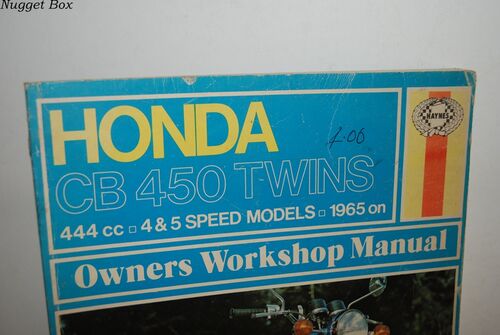 Nugget Box
HONDA
HAYNES
CB 450 TWINS
444 cc □ 4 & 5 SPEED MODELS □ 1965 on
Owners Workshop Manual